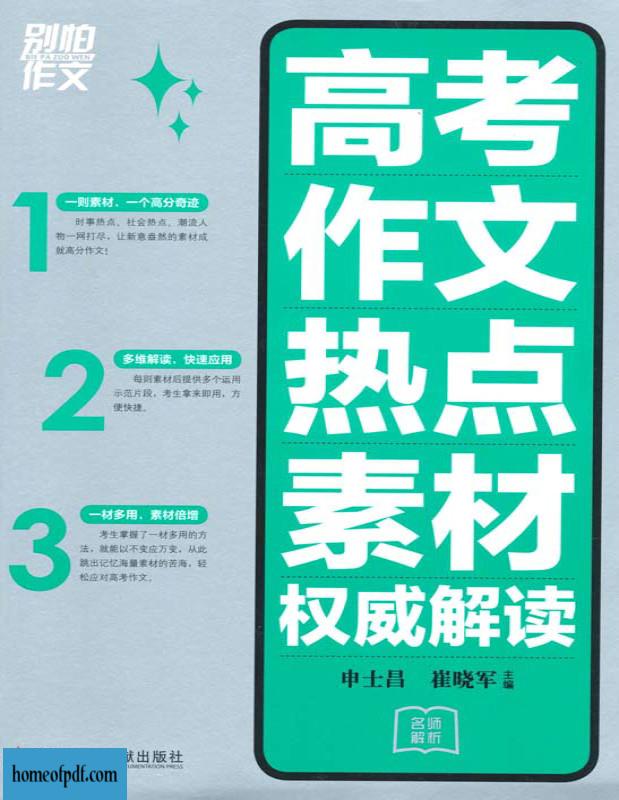 别怕
BIE PA ZUO WEN
作文
高考
作文
热点
素材
权威解读
申士昌 崔晓军 主编
名师
解析
1
一则素材、一个高分奇迹
时事热点、社会热点、潮流人
物一网打尽，让新意盎然的素材成
就高分作文！
2
多维解读、快速应用
每则素材后提供多个运用
示范片段，考生拿来即用，方
便快捷。
3
一材多用、素材倍增
考生掌握了一材多用的方
法，就能以不变应万变，从此
跳出记忆海量素材的苦海，轻
松应对高考作文。
献出版社
UMENTATION PRESS
homeofpdf.com